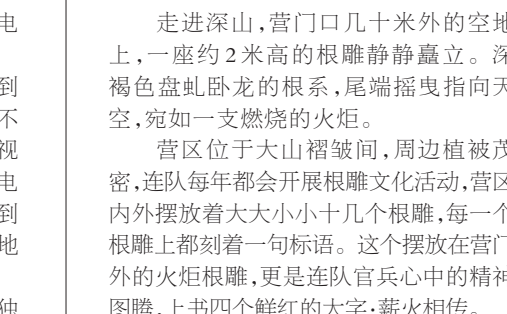 电
到
不
视
电
到
地
独
走进深山,营门口几十米外的空地
上,一座约2米高的根雕静静矗立。深
褐色盘虬卧龙的根系,尾端摇曳指向天
空,宛如一支燃烧的火炬。
营区位于大山褶皱间,周边植被茂
密,连队每年都会开展根雕文化活动,营区
内外摆放着大大小小十几个根雕,每一个
根雕上都刻着一句标语。这个摆放在营门
外的火炬根雕,更是连队官兵心中的精神
图腾,上书四个鲜红的大字:薪火相传。